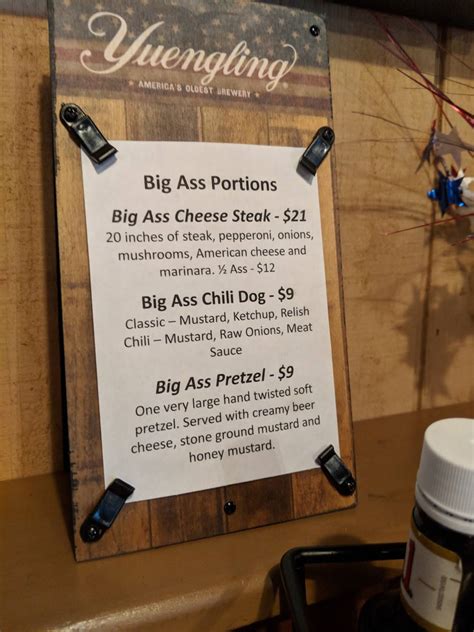 Yuengling
AMERICA'S OLDEST BREWERY
Big Ass Portions
Big Ass Cheese Steak - $21
20 inches of steak, pepperoni, onions,
mushrooms, American cheese and
marinara. ½ Ass - $12
Big Ass Chili Dog - $9
Classic – Mustard, Ketchup, Relish
Chili – Mustard, Raw Onions, Meat
Sauce
Big Ass Pretzel - $9
One very large hand twisted soft
pretzel. Served with creamy beer
cheese, stone ground mustard and
honey mustard.